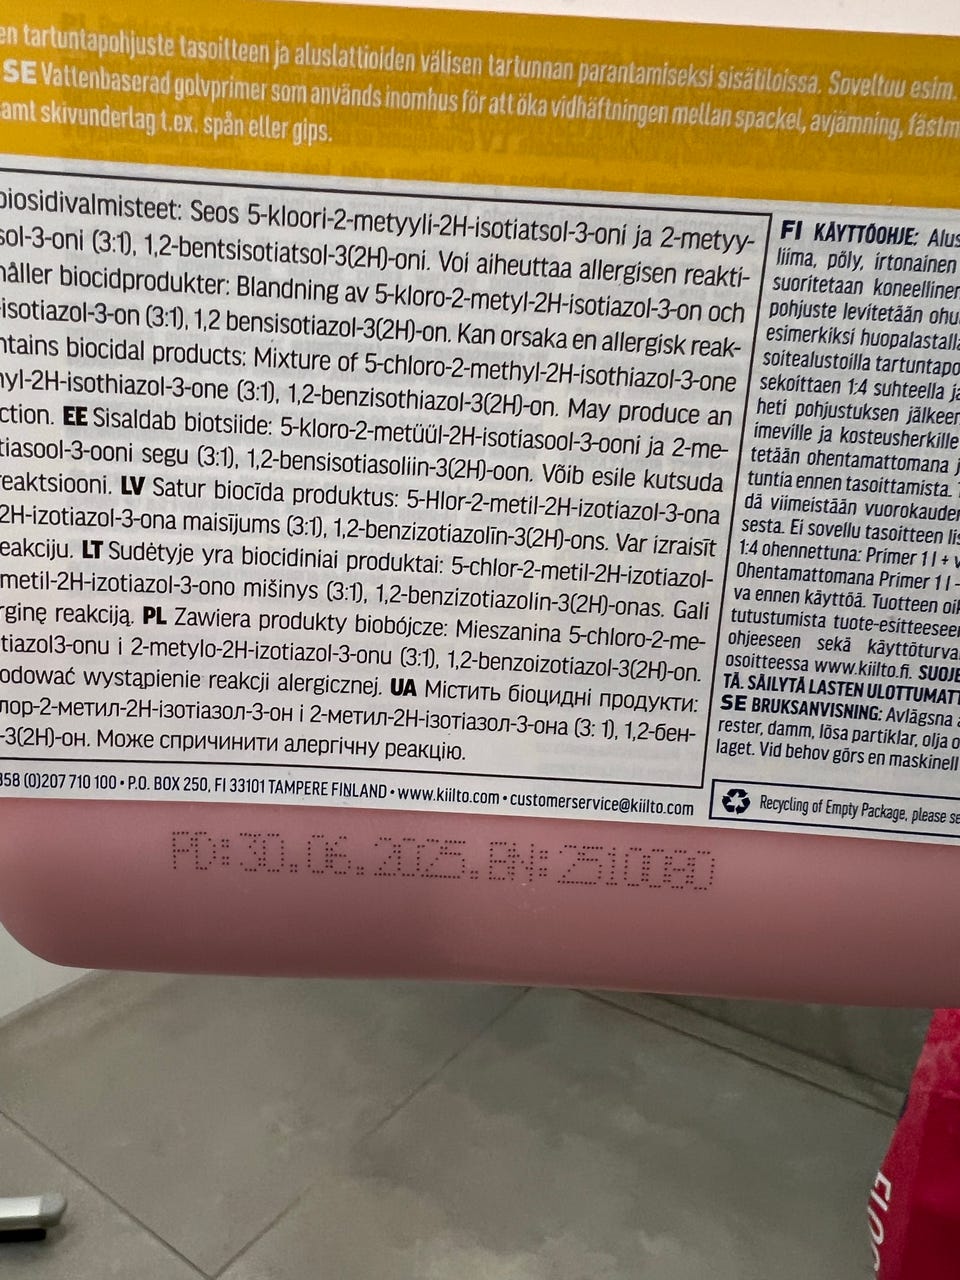 en tartuntapohjuste tasoitteen ja aluslattioiden välisen tartunnan parantamiseksi sisätiloissa. Soveltuu esim.
SE Vattenbaserad golvprimer som används inomhus för att öka vidhäftningen mellan spackel, avjämning, fästm
amt skivunderlag t.ex. spån eller gips.
biosidivalmisteet: Seos 5-kloori-2-metyyli-2H-isotiatsol-3-oni ja 2-metyy-
sol-3-oni (3:1), 1,2-bentsisotiatsol-3(2H)-oni. Voi aiheuttaa allergisen reakti-
håller biocidprodukter: Blandning av 5-kloro-2-metyl-2H-isotiazol-3-on och
-isotiazol-3-on (3:1), 1,2 bensisotiazol-3(2H)-on. Kan orsaka en allergisk reak-
ntains biocidal products: Mixture of 5-chloro-2-methyl-2H-isothiazol-3-one
hyl-2H-isothiazol-3-one (3:1), 1,2-benzisothiazol-3(2H)-on. May produce an
ction. EE Sisaldab biotsiide: 5-kloro-2-metüül-2H-isotiasool-3-ooni ja 2-me-
tiasool-3-ooni segu (3:1), 1,2-bensisotiasoliin-3(2H)-oon. Võib esile kutsuda
reaktsiooni. LV Satur biocīda produktus: 5-Hlor-2-metil-2H-izotiazol-3-ona
2H-izotiazol-3-ona maisījums (3:1), 1,2-benzizotiazolīn-3(2H)-ons. Var izraisīt
eakciju. LT Sudėtyje yra biocidiniai produktai: 5-chlor-2-metil-2H-izotiazol-
metil-2H-izotiazol-3-ono mišinys (3:1), 1,2-benzizotiazolin-3(2H)-onas. Gali
rginę reakciją. PL Zawiera produkty biobójcze: Mieszanina 5-chloro-2-me-
tiazol3-onu i 2-metylo-2H-izotiazol-3-onu (3:1), 1,2-benzoizotiazol-3(2H)-on.
odować wystąpienie reakcji alergicznej. UA Містить біоцидні продукти:
лор-2-метил-2H-ізотіазол-3-он і 2-метил-2H-ізотіазол-3-она (3: 1), 1,2-бен-
-3(2H)-он. Може спричинити алергічну реакцію.
358 (0)207 710 100 • P.O. BOX 250, FI 33101 TAMPERE FINLAND • www.kiilto.com • customerservice@kiilto.com
FI KÄYTTÖOHJE: Alus
liima, pöly, irtonainen
suoritetaan koneellinen
pohjuste levitetään ohu
esimerkiksi huopalastalla
soitealustoilla tartuntapo
sekoittaen 1:4 suhteella ja
heti pohjustuksen jälkeen
imeville ja kosteusherkille
tetään ohentamattomana j
tuntia ennen tasoittamista. T
dä viimeistään vuorokauden
sesta. Ei sovellu tasoitteen lis
1:4 ohennettuna: Primer 1 l + v
Ohentamattomana Primer 1 l -
va ennen käyttöä. Tuotteen oik
tutustumista tuote-esitteeseen
ohjeeseen sekä käyttöturval
osoitteessa www.kiilto.fi. SUOJE
TÄ. SÄILYTÄ LASTEN ULOTTUMATT
SE BRUKSANVISNING: Avlägsna a
rester, damm, lösa partiklar, olja o
laget. Vid behov görs en maskinell
Recycling of Empty Package, please se
PD:30.06.2025.BN:2510080
FLOO